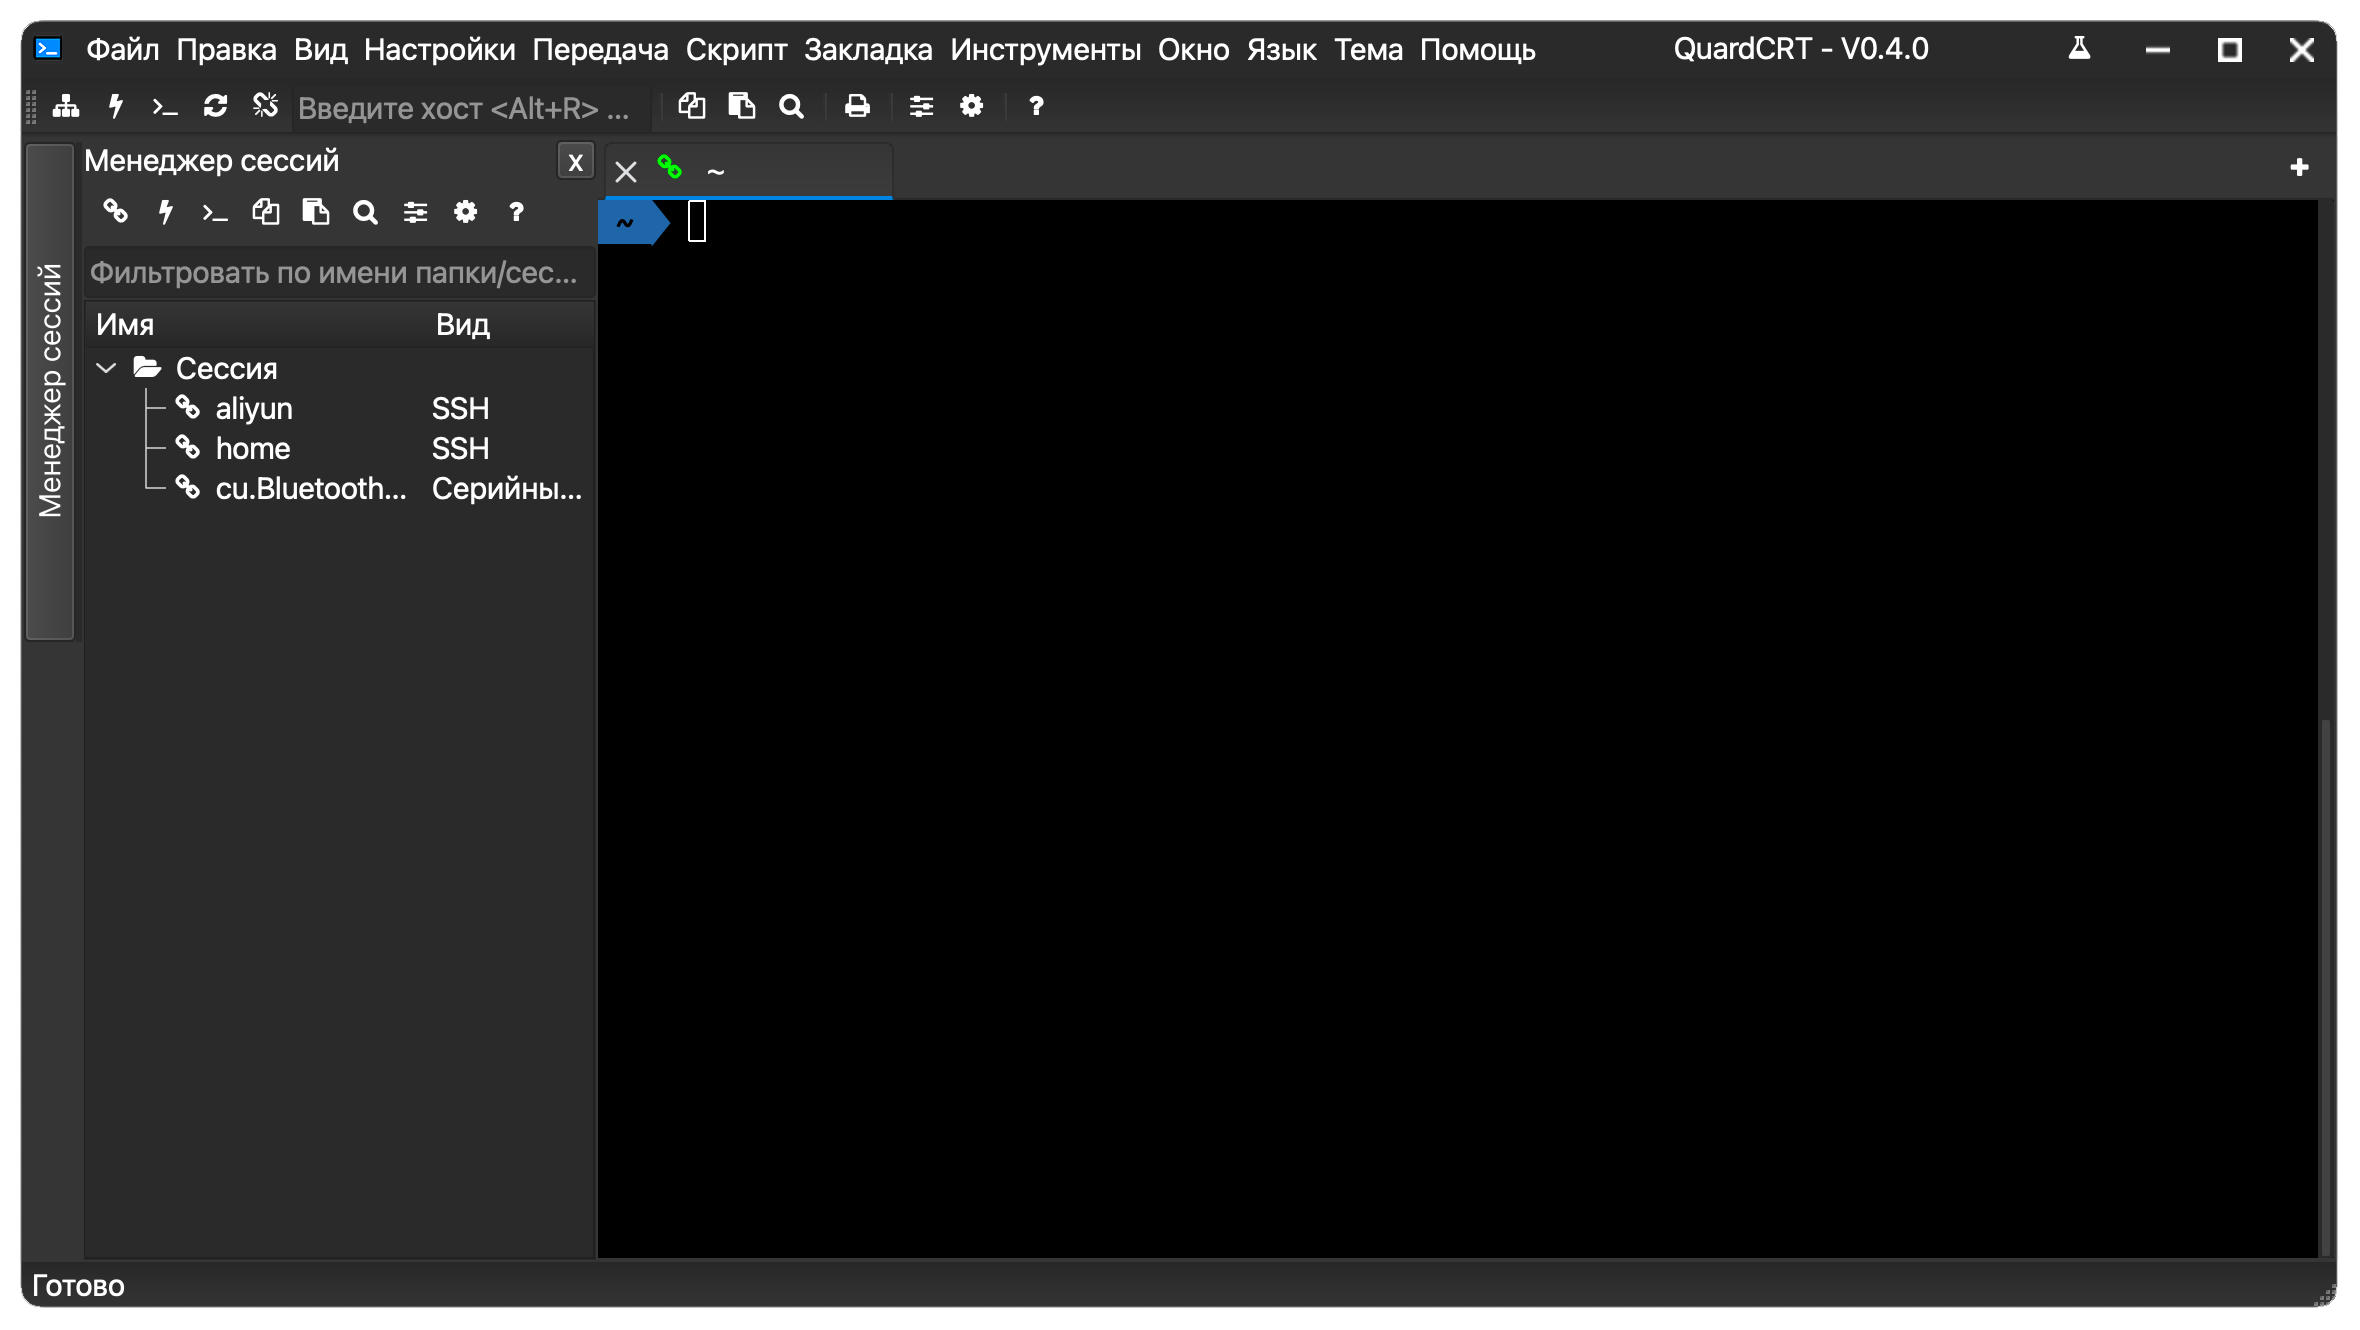 Файл Правка Вид Настройки Передача Скрипт Закладка Инструменты Окно Язык Тема Помощь QuardCRT - V0.4.0
Введите хост <Alt+R> ...
Менеджер сессий
Менеджер сессий x
~
Фильтровать по имени папки/сес...
Имя Вид
Сессия
aliyun SSH
home SSH
cu.Bluetooth... Серийны...
~
Готово